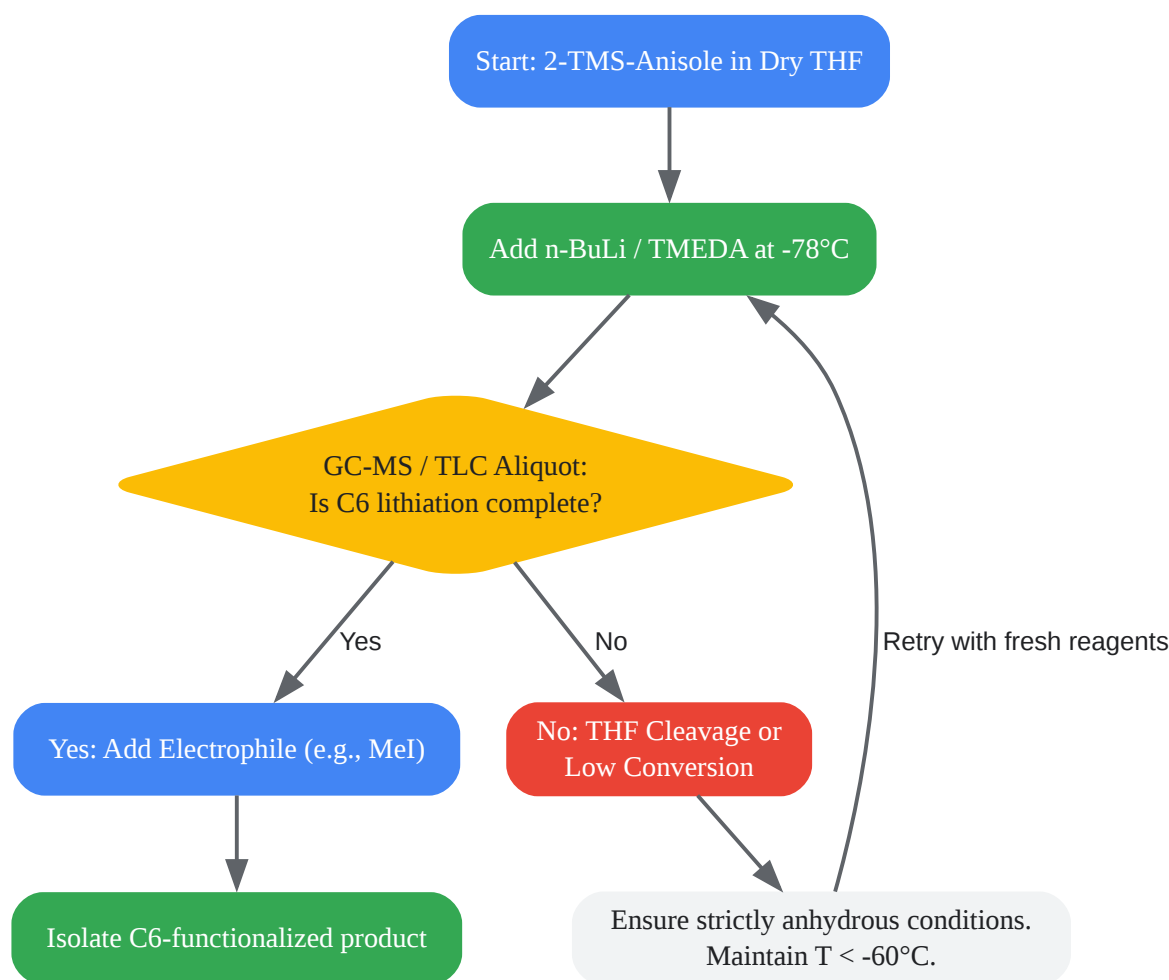 Start: 2-TMS-Anisole in Dry THF
Add n-BuLi / TMEDA at -78°C
GC-MS / TLC Aliquot:
Is C6 lithiation complete?
Yes
No
Retry with fresh reagents
Yes: Add Electrophile (e.g., MeI)
No: THF Cleavage or
Low Conversion
Isolate C6-functionalized product
Ensure strictly anhydrous conditions.
Maintain T < -60°C.